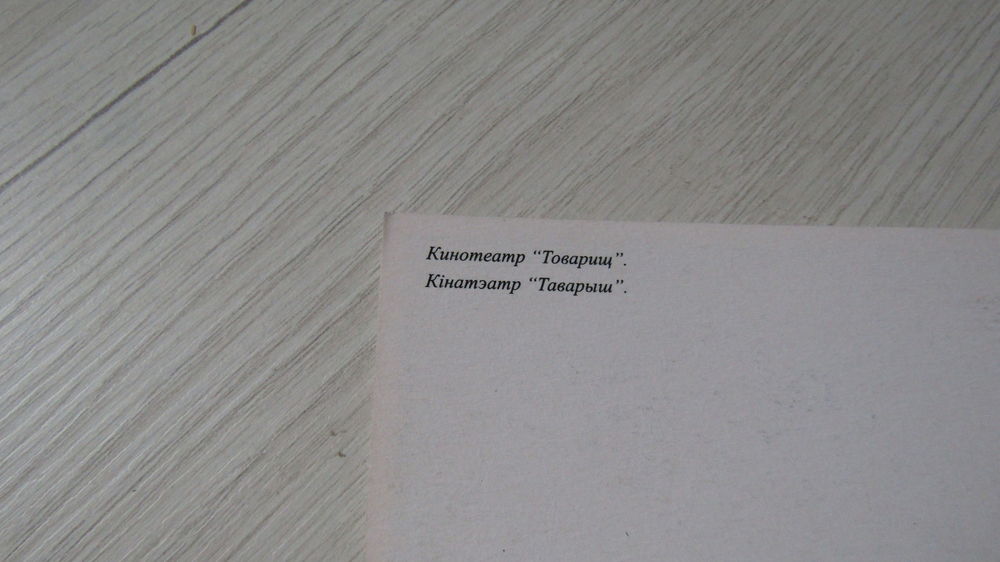 Кинотеатр “Товарищ”.
Кінатэатр “Таварыш”.